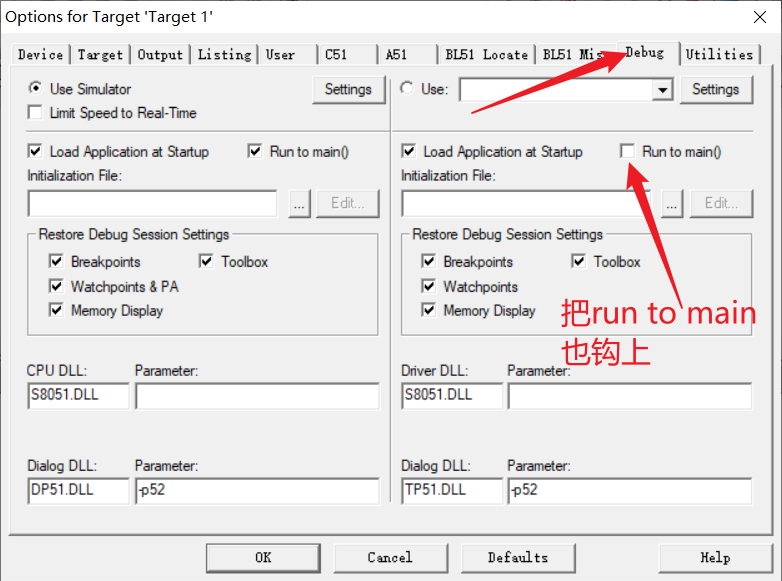 Options for Target 'Target 1'
Device Target Output Listing User C51 A51 BL51 Locate BL51 Debug Utilities
Use Simulator Settings Use: Settings
Limit Speed to Real-Time
Load Application at Startup Run to main() Load Application at Startup Run to main()
Initialization File: Initialization File:
... Edit... ... Edit...
Restore Debug Session Settings Restore Debug Session Settings
Breakpoints Toolbox Breakpoints Toolbox
Watchpoints & PA Watchpoints
Memory Display Memory Display
把run to main
也钩上
CPU DLL: Parameter: Driver DLL: Parameter:
S8051.DLL S8051.DLL
Dialog DLL: Parameter: Dialog DLL: Parameter:
DP51.DLL -p52 TP51.DLL -p52
OK Cancel Defaults Help